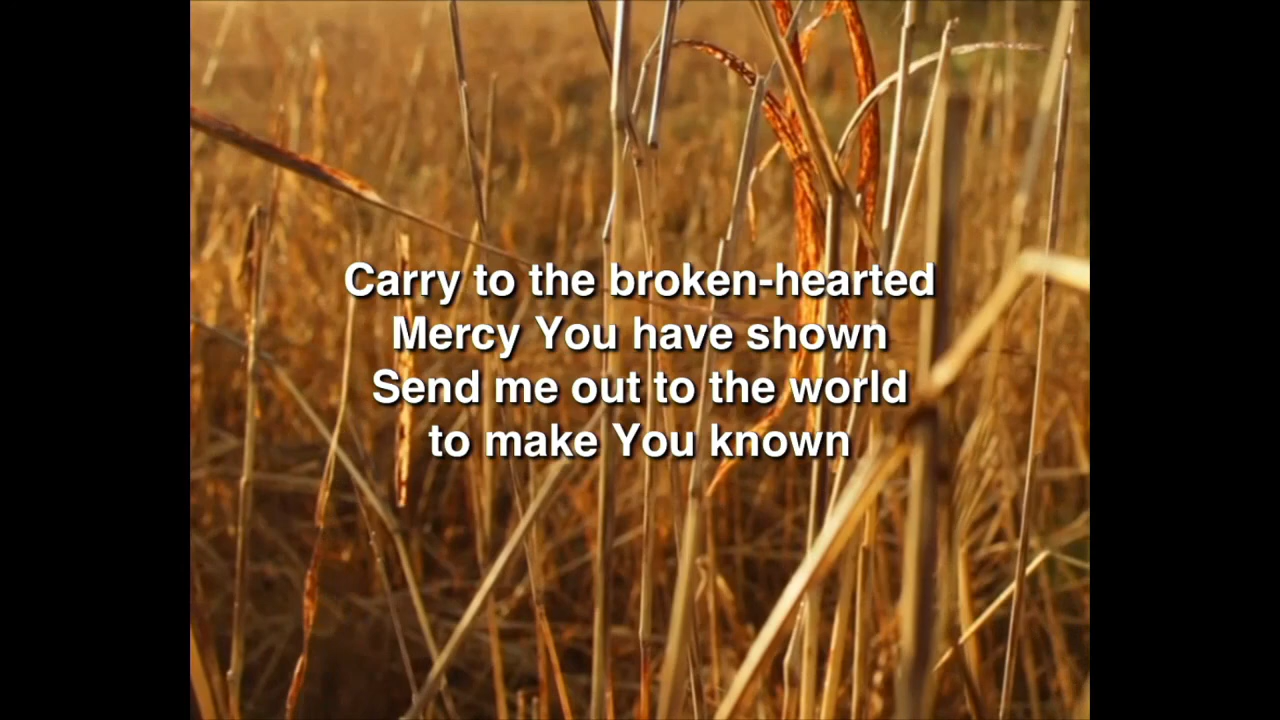 Carry to the broken-hearted
Mercy You have shown
Send me out to the world
to make You known